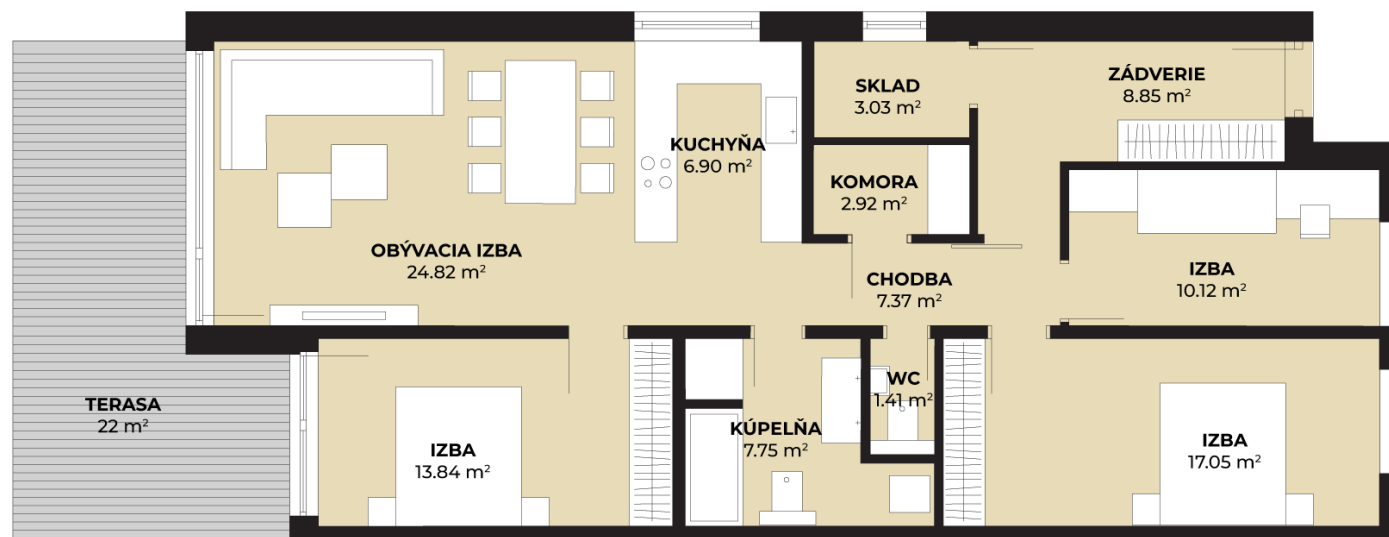 SKLAD
3.03 m²
ZÁDVERIE
8.85 m²
KUCHYŇA
6.90 m²
KOMORA
2.92 m²
OBÝVACIA IZBA
24.82 m²
CHODBA
7.37 m²
IZBA
10.12 m²
TERASA
22 m²
IZBA
13.84 m²
KÚPELŇA
7.75 m²
WC
1.41 m²
IZBA
17.05 m²